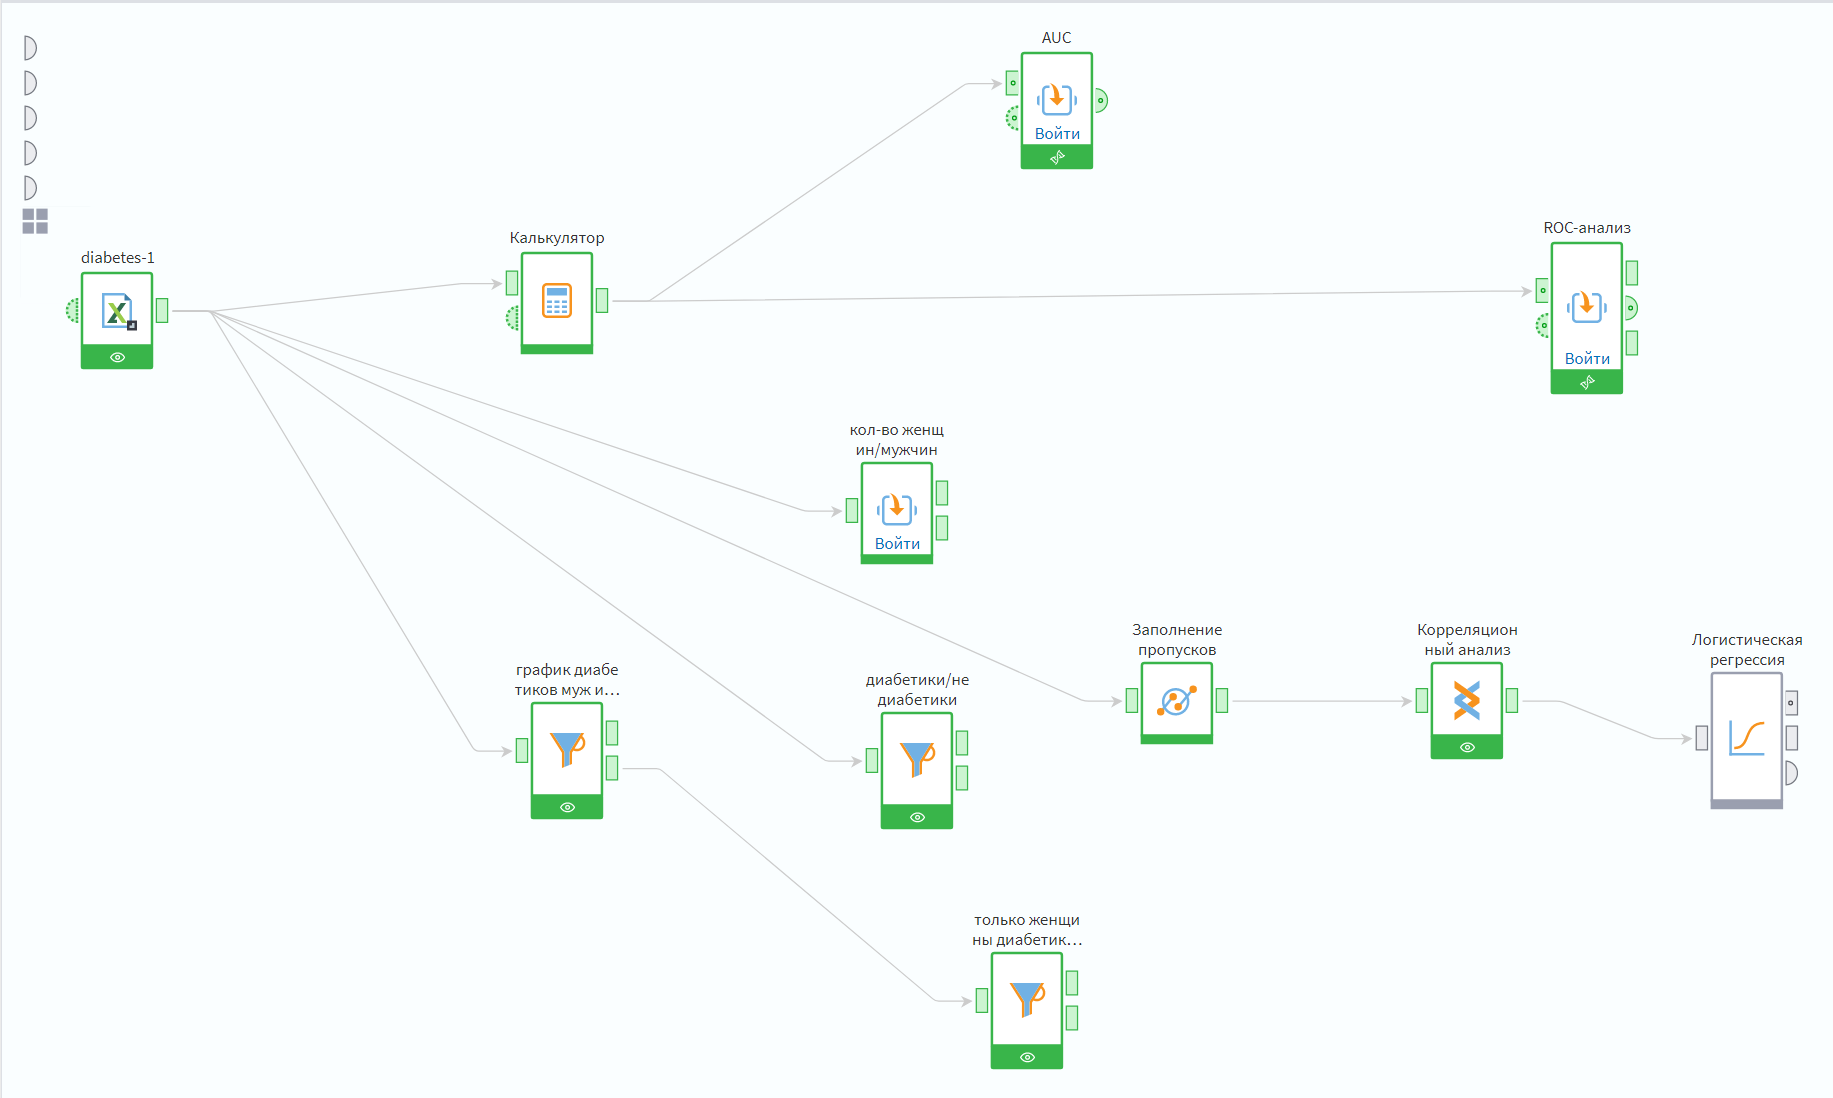 AUC
Войти
ROC-анализ
Войти
Калькулятор
diabetes-1
кол-во женщ
ин/мужчин
Войти
Заполнение
пропусков
Корреляцион
ный анализ
Логистическая
регрессия
график диабе
тиков муж и...
диабетики/не
диабетики
только женщи
ны диабетик...